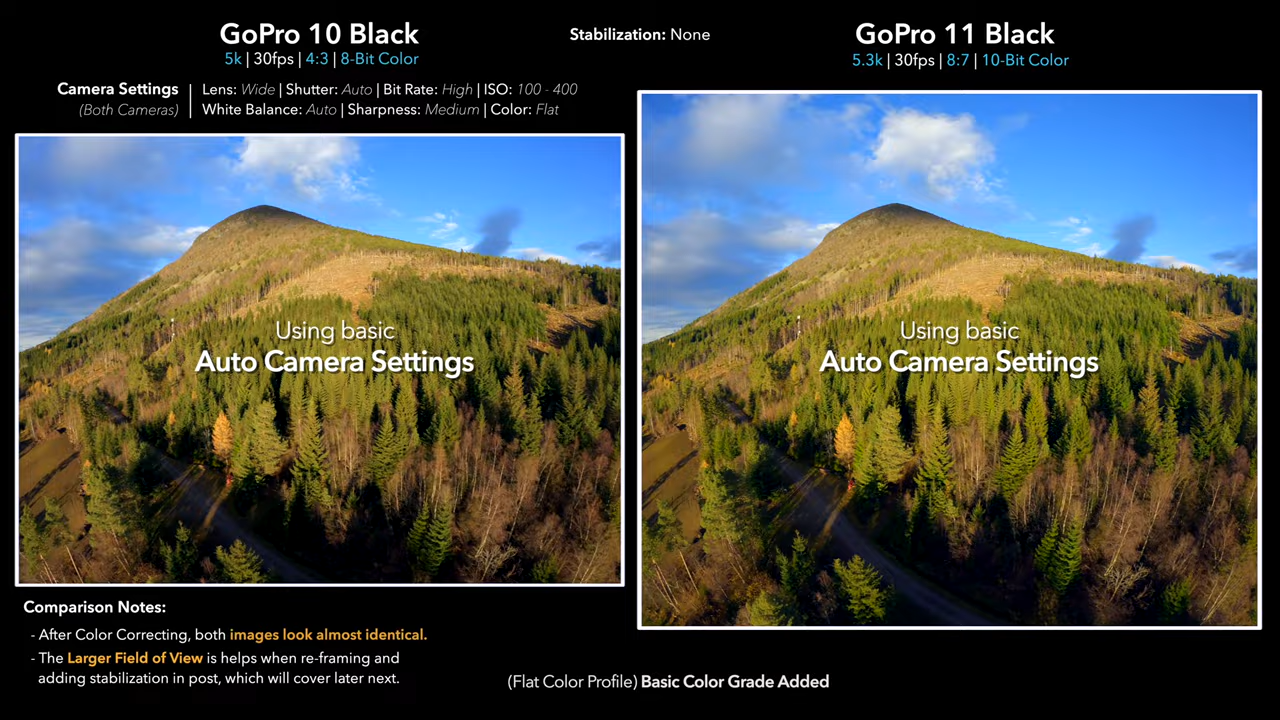 GoPro 10 Black
5k | 30fps | 4:3 | 8-Bit Color
Stabilization: None
GoPro 11 Black
5.3k | 30fps | 8:7 | 10-Bit Color
Camera Settings
(Both Cameras)
Lens: Wide | Shutter: Auto | Bit Rate: High | ISO: 100 - 400
White Balance: Auto | Sharpness: Medium | Color: Flat
Using basic
Auto Camera Settings
Using basic
Auto Camera Settings
Comparison Notes:
- After Color Correcting, both images look almost identical.
- The Larger Field of View is helps when re-framing and
adding stabilization in post, which will cover later next.
(Flat Color Profile) Basic Color Grade Added